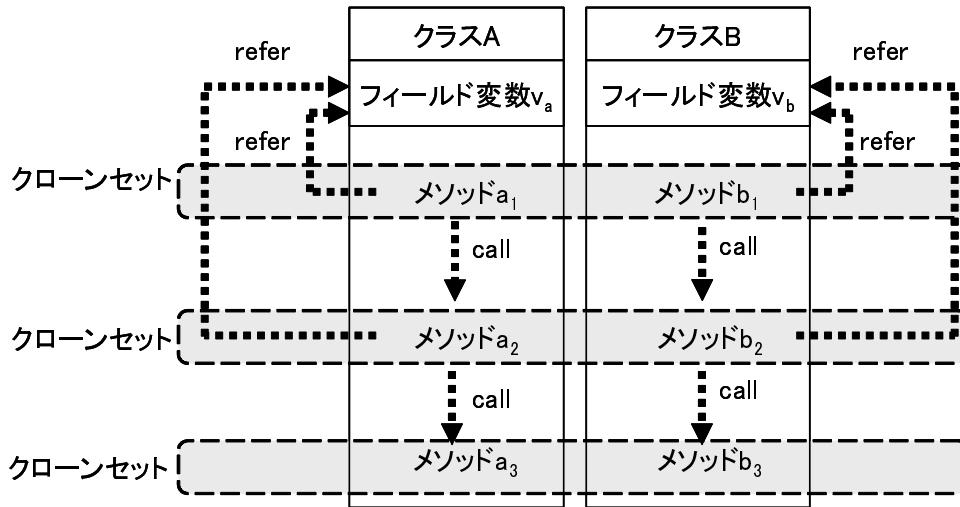 クラスA
クラスB
refer
refer
フィールド変数va
フィールド変数vb
refer
refer
クローンセット
メソッドa1
メソッドb1
call
call
クローンセット
メソッドa2
メソッドb2
call
call
クローンセット
メソッドa3
メソッドb3